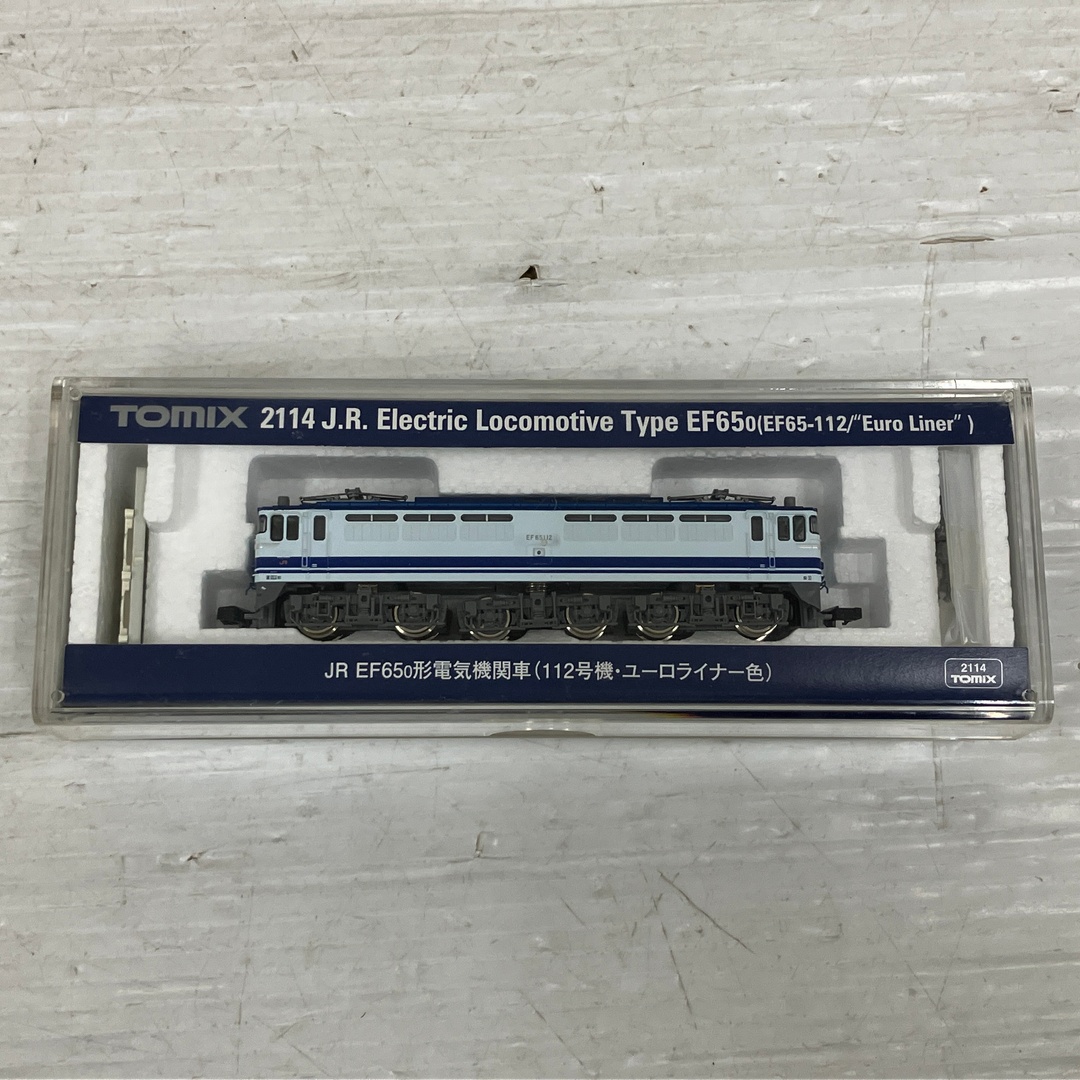 TOMIX 2114 J.R. Electric Locomotive Type EF650(EF65-112/"Euro Liner")
EF65112
JR
JR EF650形電気機関車(112号機・ユーロライナー色)
2114
TOMIX